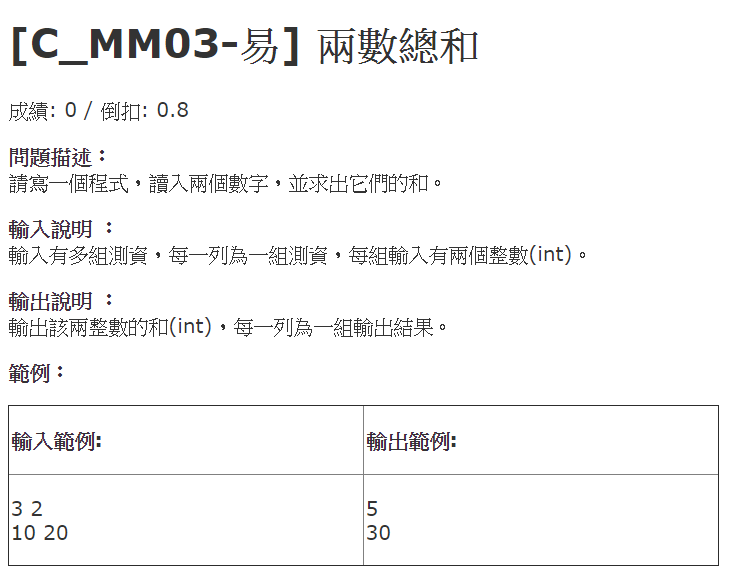 [C_MM03-易] 兩數總和
成績: 0 / 倒扣: 0.8
問題描述：
請寫一個程式，讀入兩個數字，並求出它們的和。
輸入說明 ：
輸入有多組測資，每一列為一組測資，每組輸入有兩個整數(int)。
輸出說明 ：
輸出該兩整數的和(int)，每一列為一組輸出結果。
範例：
輸入範例:
輸出範例:
3 2
10 20
5
30